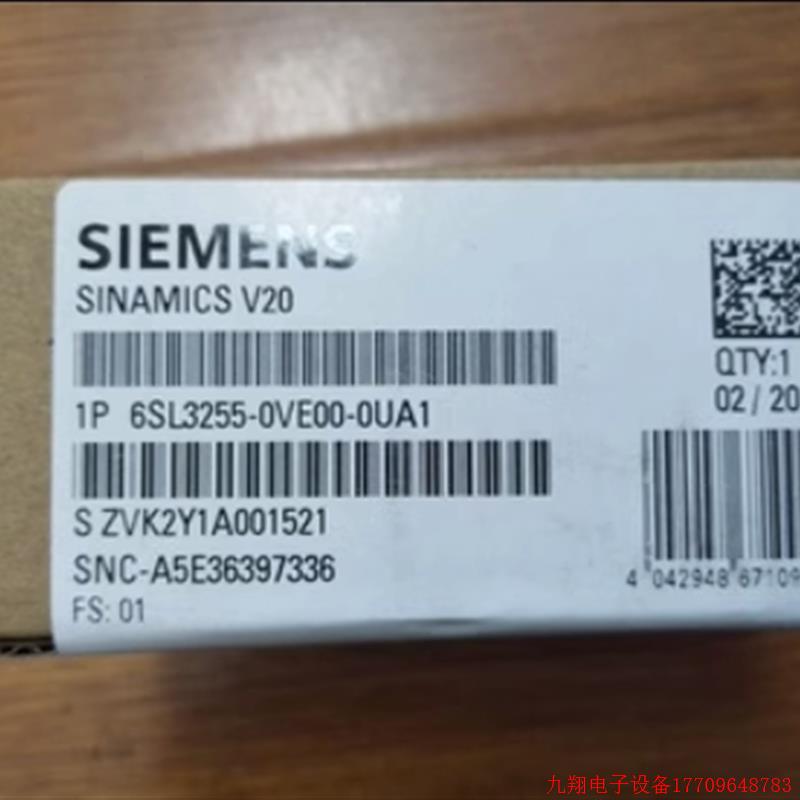 SIEMENS
SINAMICS V20
1P 6SL3255-0VE00-0UA1
S ZVK2Y1A001521
SNC-A5E36397336
FS: 01
QTY:1
02 / 20
4 042948 67109
九翔电子设备17709648783